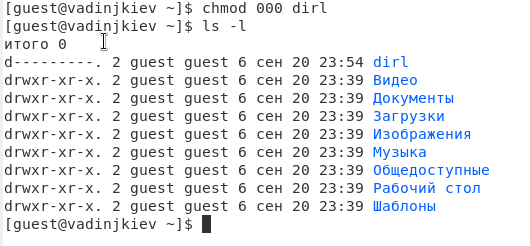 [guest@vadinjkiev ~]$ chmod 000 dirl
[guest@vadinjkiev ~]$ ls -l
итого 0
d---------. 2 guest guest 6 сен 20 23:54 dirl
drwxr-xr-x. 2 guest guest 6 сен 20 23:39 Видео
drwxr-xr-x. 2 guest guest 6 сен 20 23:39 Документы
drwxr-xr-x. 2 guest guest 6 сен 20 23:39 Загрузки
drwxr-xr-x. 2 guest guest 6 сен 20 23:39 Изображения
drwxr-xr-x. 2 guest guest 6 сен 20 23:39 Музыка
drwxr-xr-x. 2 guest guest 6 сен 20 23:39 Общедоступные
drwxr-xr-x. 2 guest guest 6 сен 20 23:39 Рабочий стол
drwxr-xr-x. 2 guest guest 6 сен 20 23:39 Шаблоны
[guest@vadinjkiev ~]$